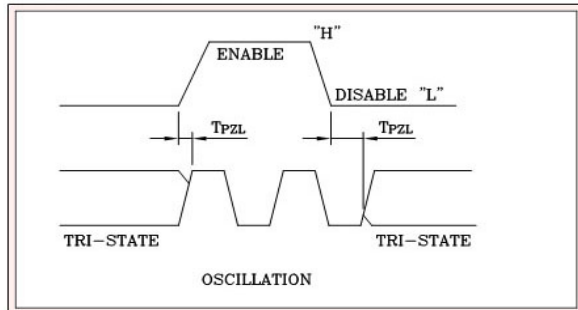 "H"
ENABLE
DISABLE "L"
TPZL
TPZL
TRI-STATE
TRI-STATE
OSCILLATION